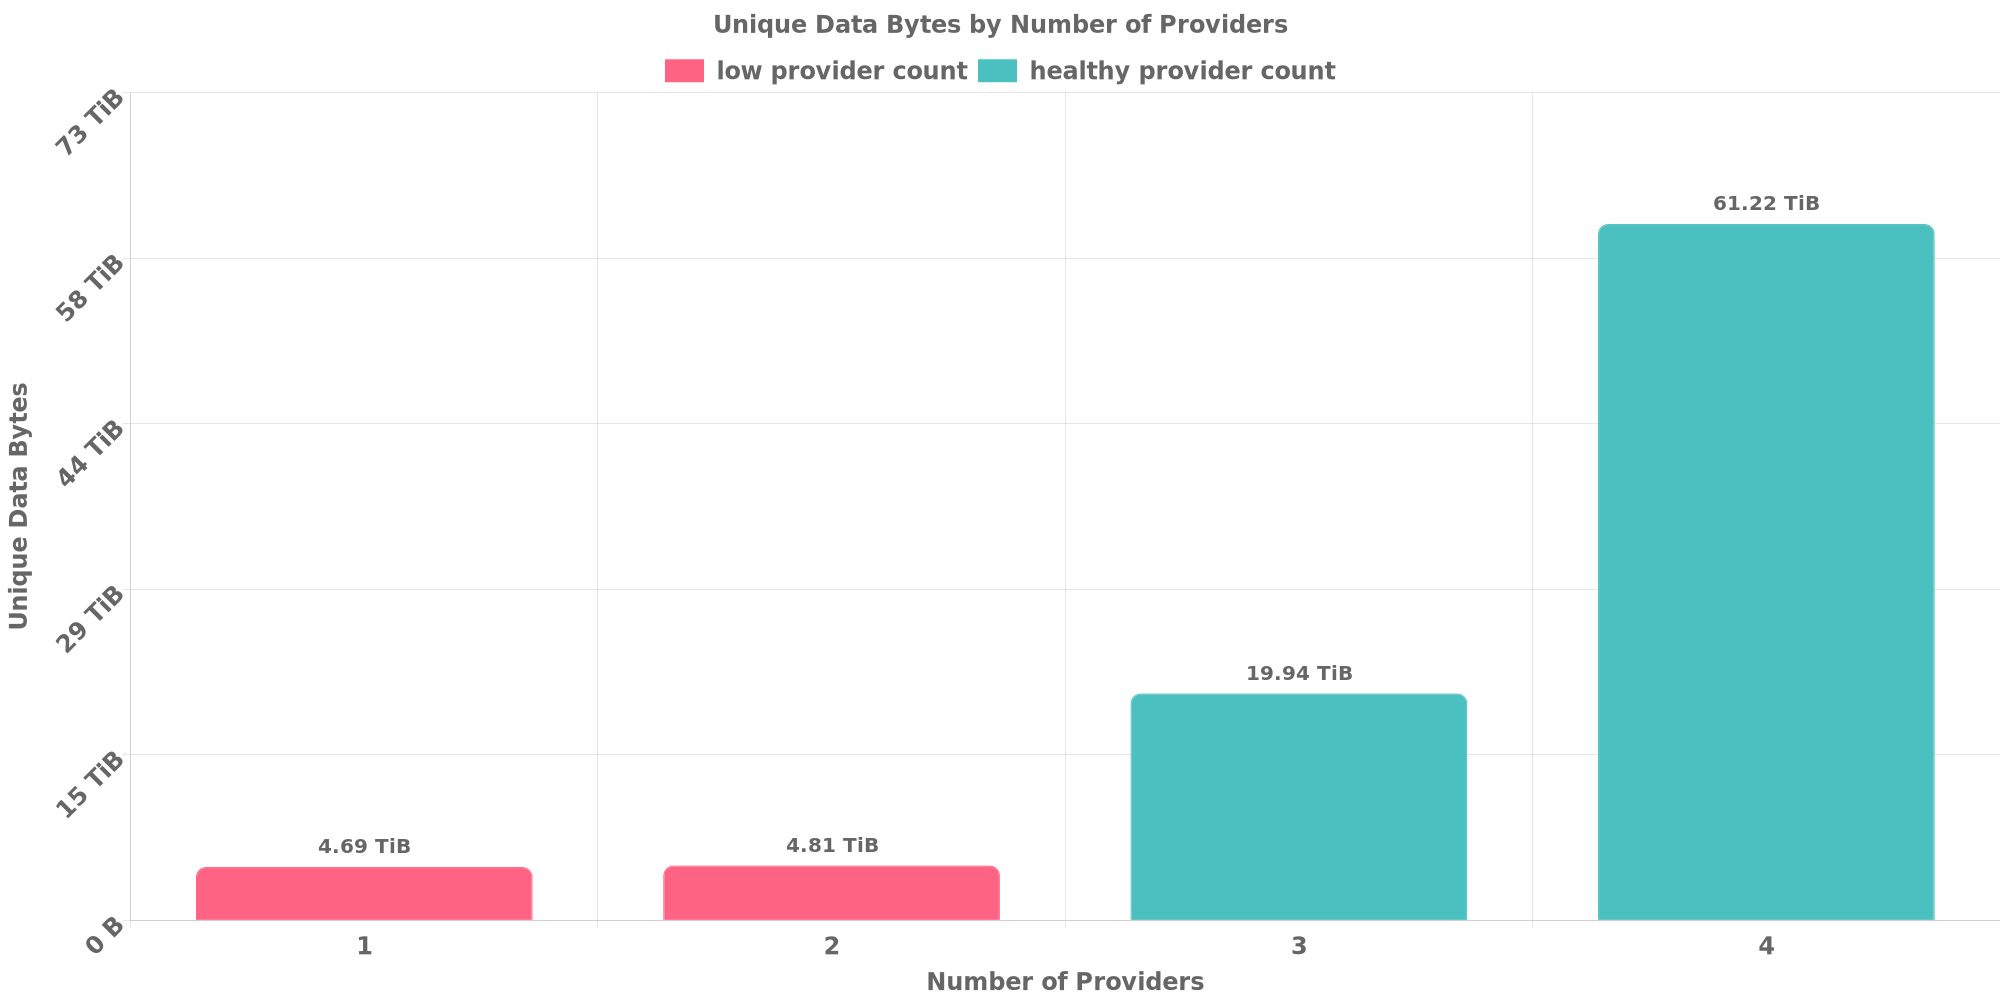 Unique Data Bytes by Number of Providers
low provider count
healthy provider count
73 TiB
58 TiB
44 TiB
29 TiB
15 TiB
0 B
Unique Data Bytes
4.69 TiB
4.81 TiB
19.94 TiB
61.22 TiB
1
2
3
4
Number of Providers